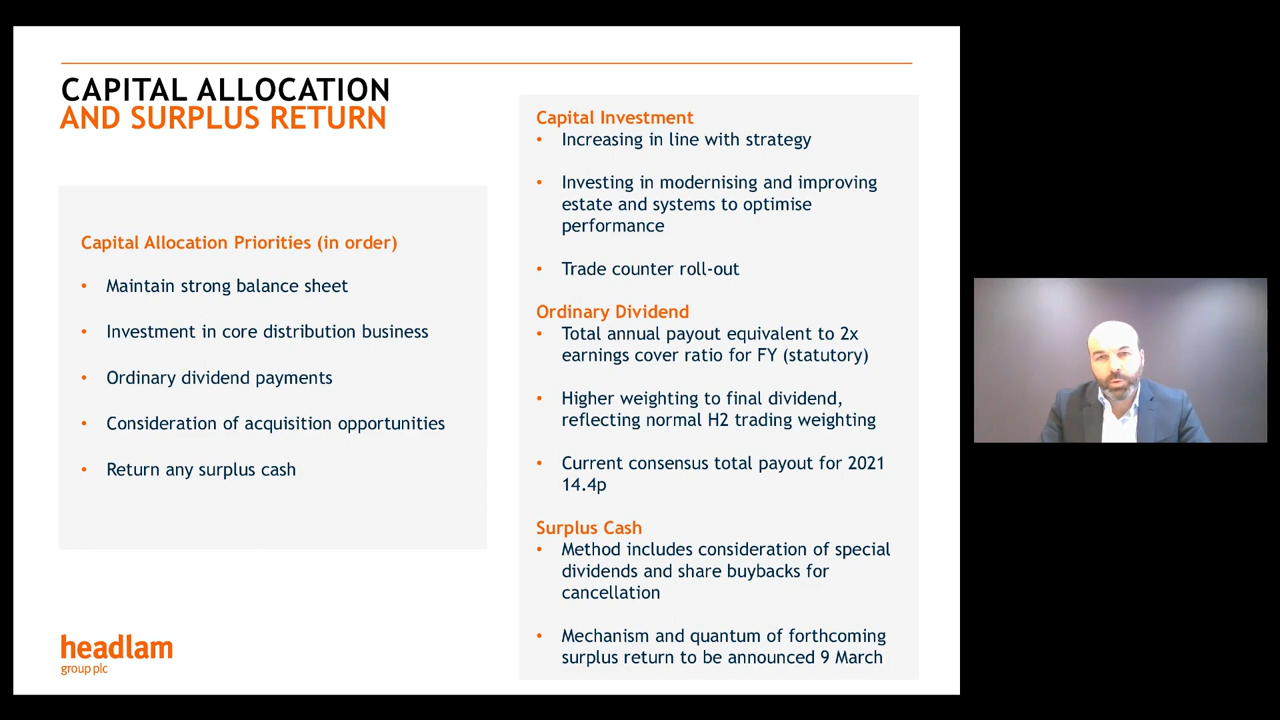 CAPITAL ALLOCATION
AND SURPLUS RETURN
Capital Allocation Priorities (in order)
• Maintain strong balance sheet
• Investment in core distribution business
• Ordinary dividend payments
• Consideration of acquisition opportunities
• Return any surplus cash
Capital Investment
• Increasing in line with strategy
• Investing in modernising and improving
estate and systems to optimise
performance
• Trade counter roll-out
Ordinary Dividend
• Total annual payout equivalent to 2x
earnings cover ratio for FY (statutory)
• Higher weighting to final dividend,
reflecting normal H2 trading weighting
• Current consensus total payout for 2021
14.4p
Surplus Cash
• Method includes consideration of special
dividends and share buybacks for
cancellation
• Mechanism and quantum of forthcoming
surplus return to be announced 9 March
headlam
group plc